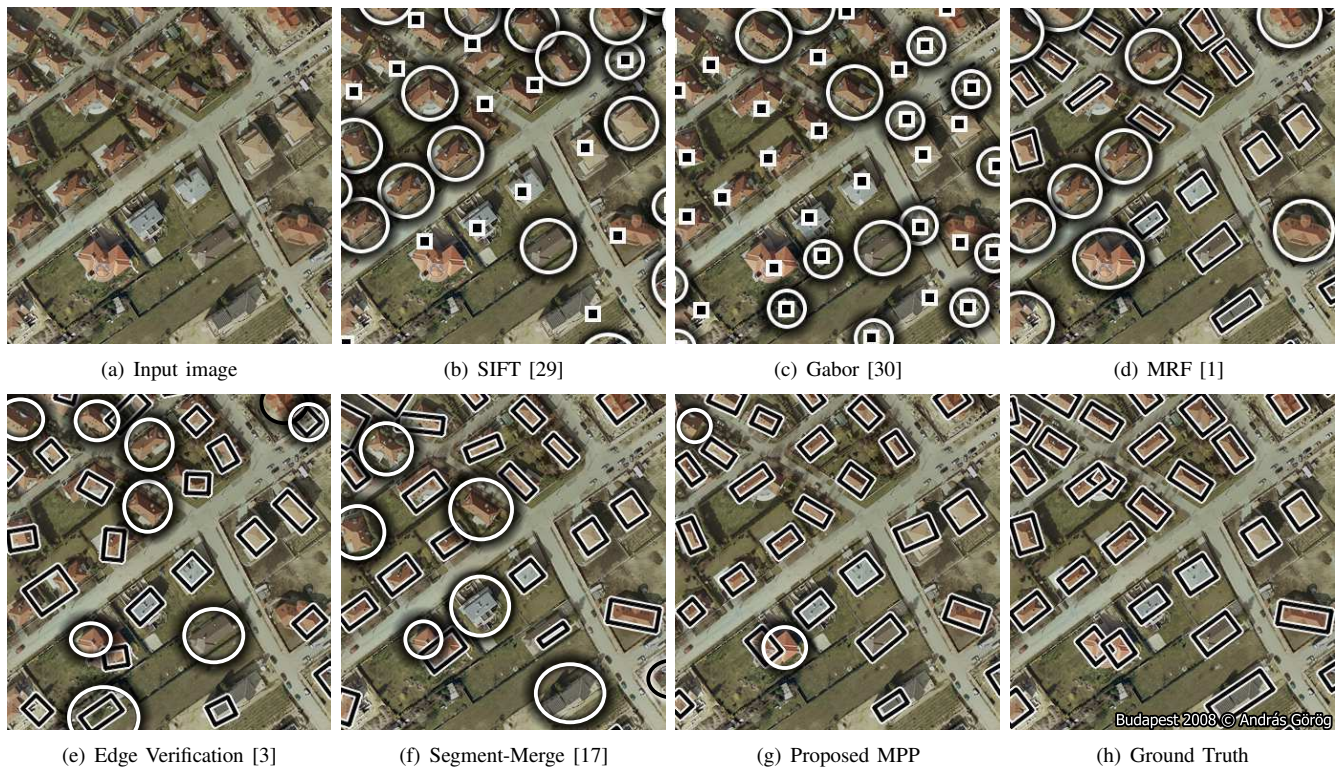 (a) Input image
(b) SIFT [29]
(c) Gabor [30]
(d) MRF [1]
Budapest 2008 © András Görög
(e) Edge Verification [3]
(f) Segment-Merge [17]
(g) Proposed MPP
(h) Ground Truth